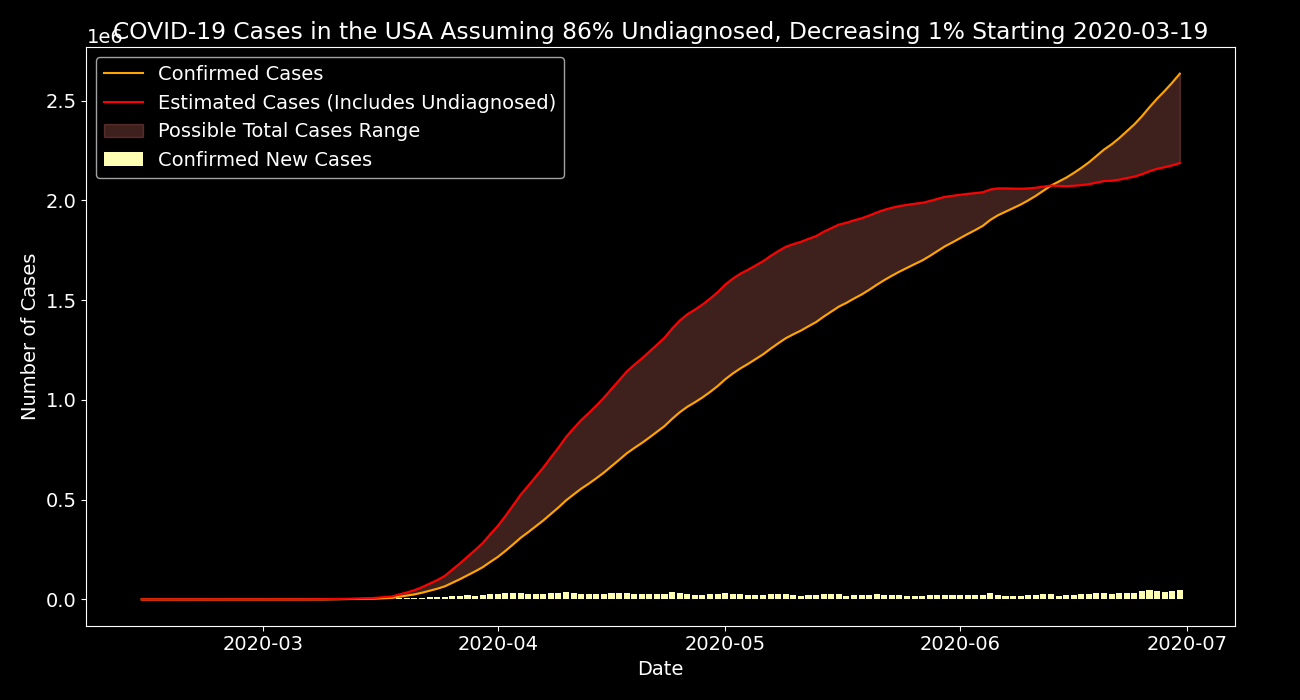 COVID-19 Cases in the USA Assuming 86% Undiagnosed, Decreasing 1% Starting 2020-03-19
1e6
Confirmed Cases
Estimated Cases (Includes Undiagnosed)
Possible Total Cases Range
Confirmed New Cases
2.5
2.0
1.5
1.0
0.5
0.0
Number of Cases
2020-03
2020-04
2020-05
2020-06
2020-07
Date